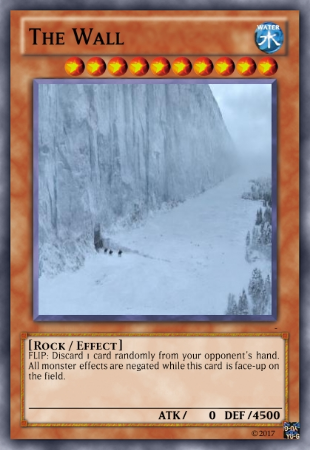 THE WALL
WATER
水
[ROCK / EFFECT]
FLIP: Discard 1 card randomly from your opponent's hand.
All monster effects are negated while this card is face-up on
the field.
ATK / 0 DEF / 4500
©2017